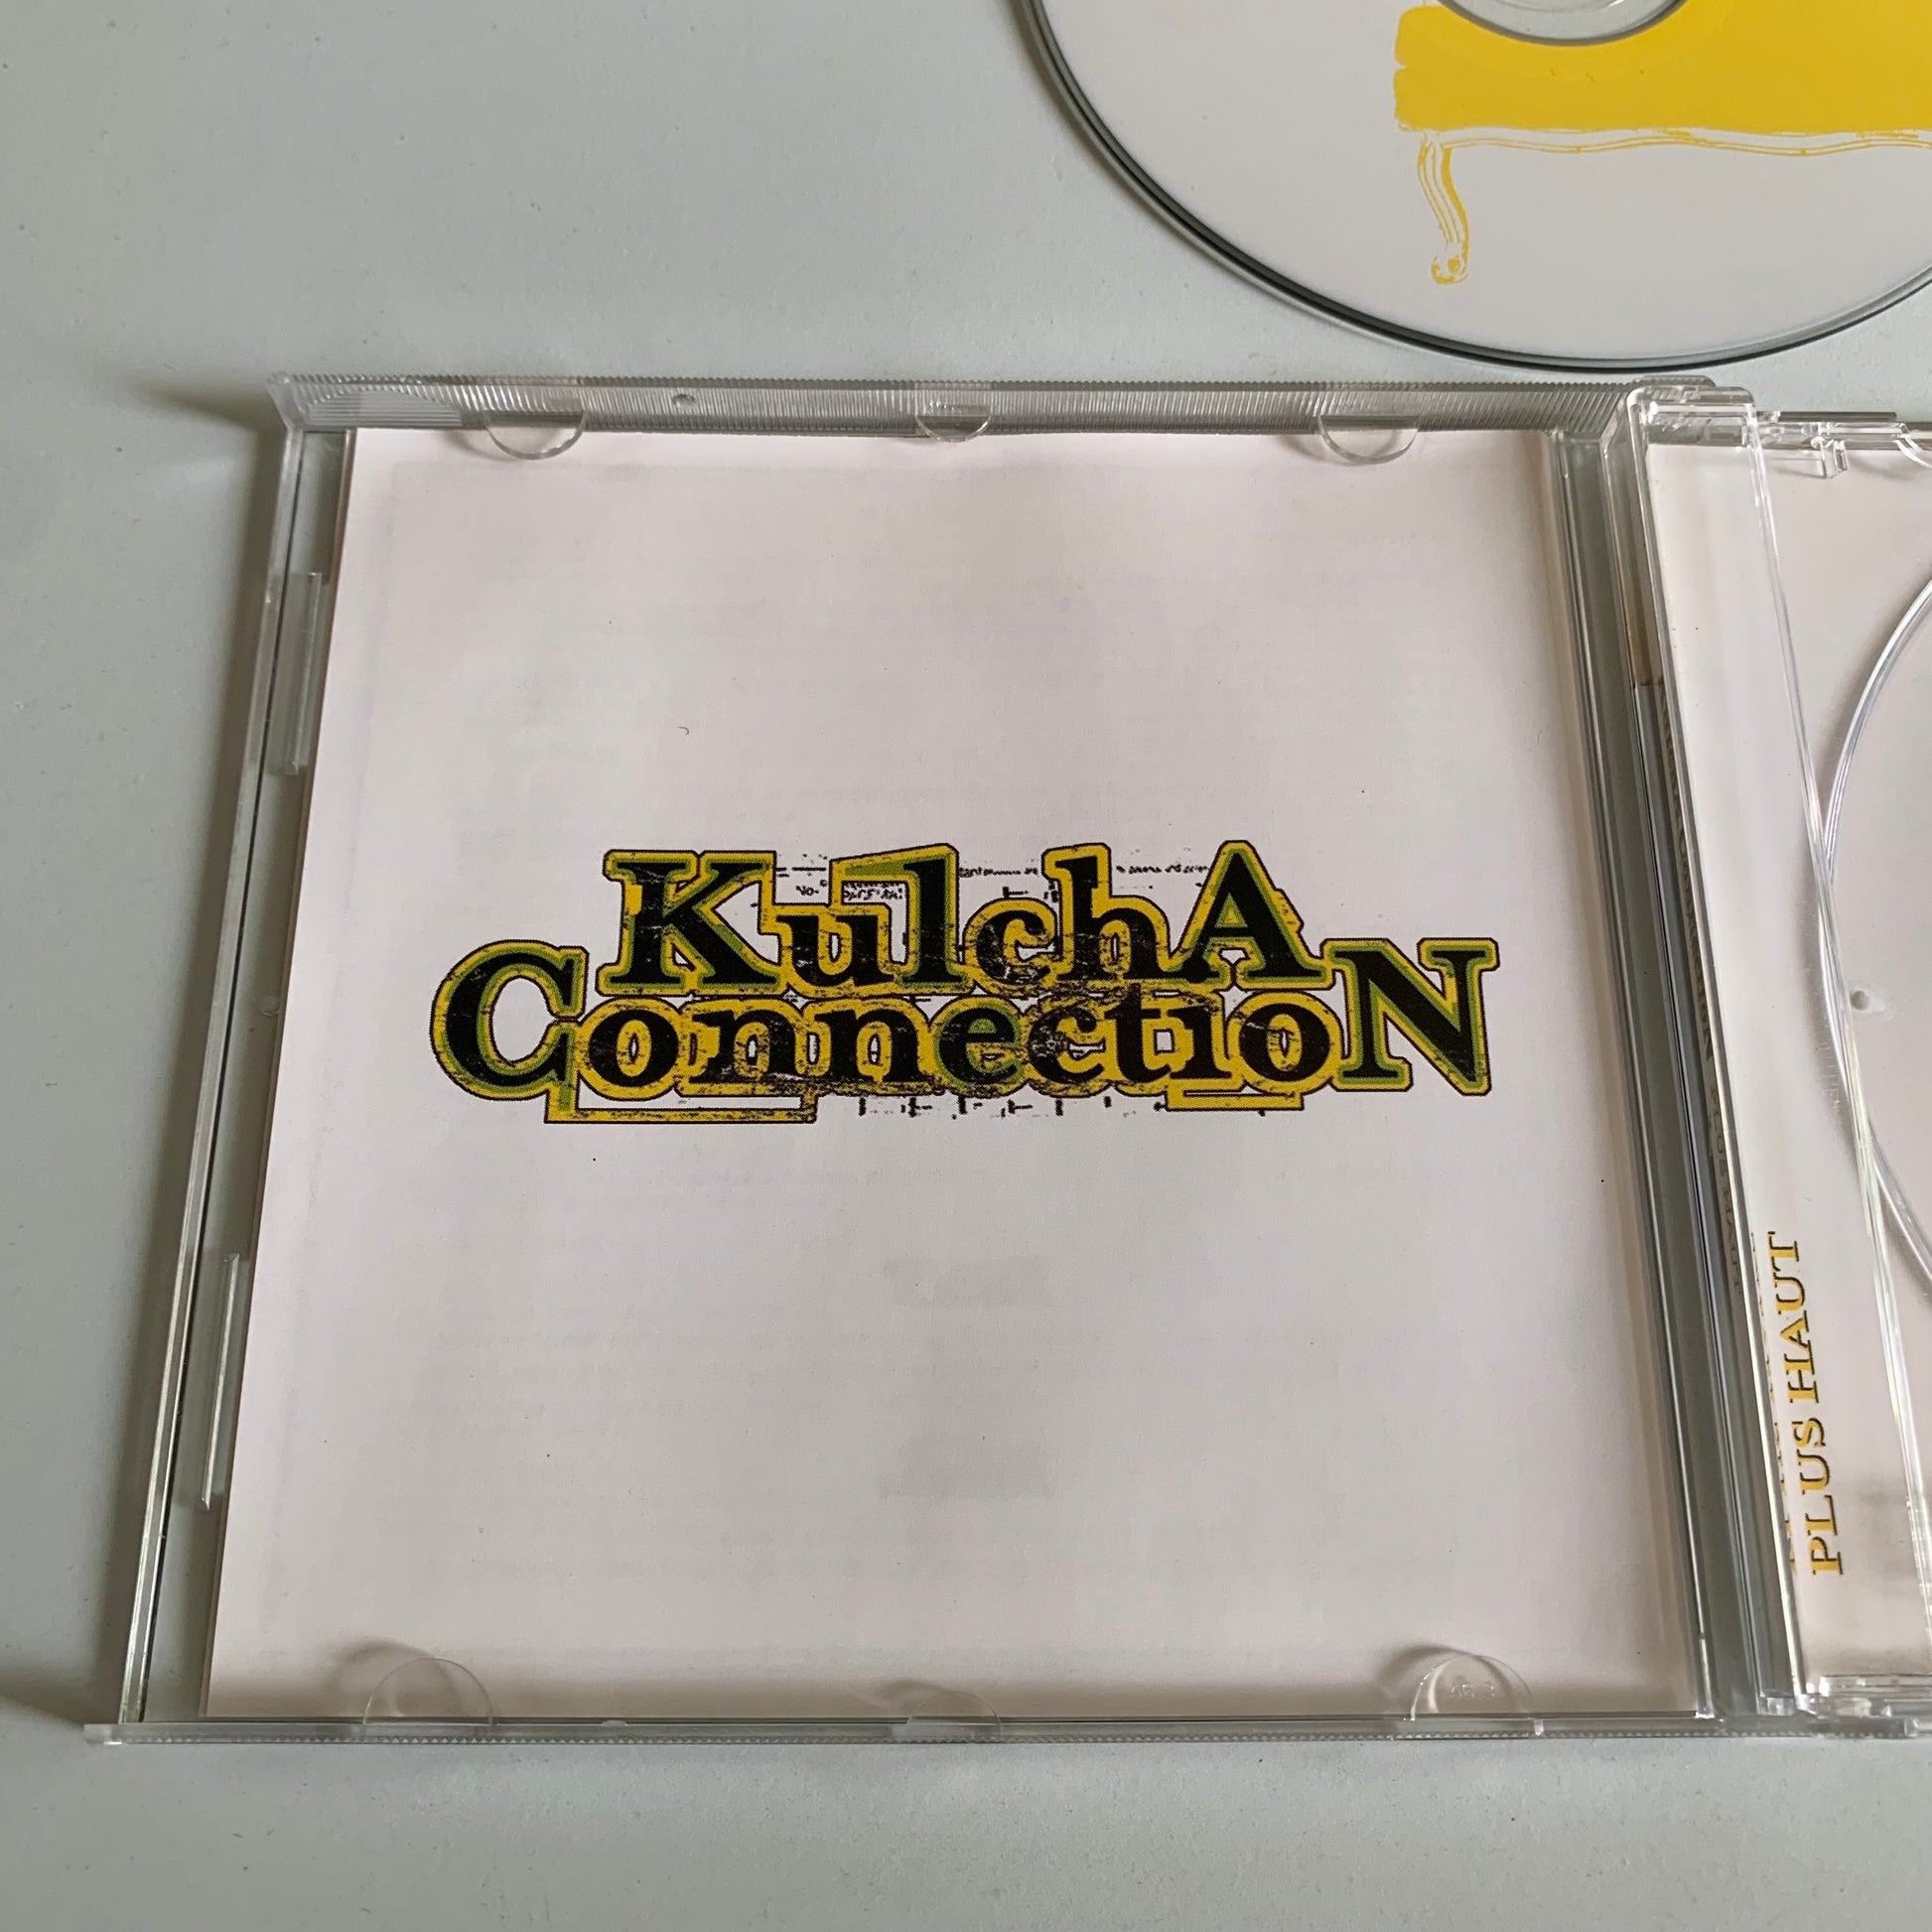 KulchA
ConnectioN
PLUS HAUT